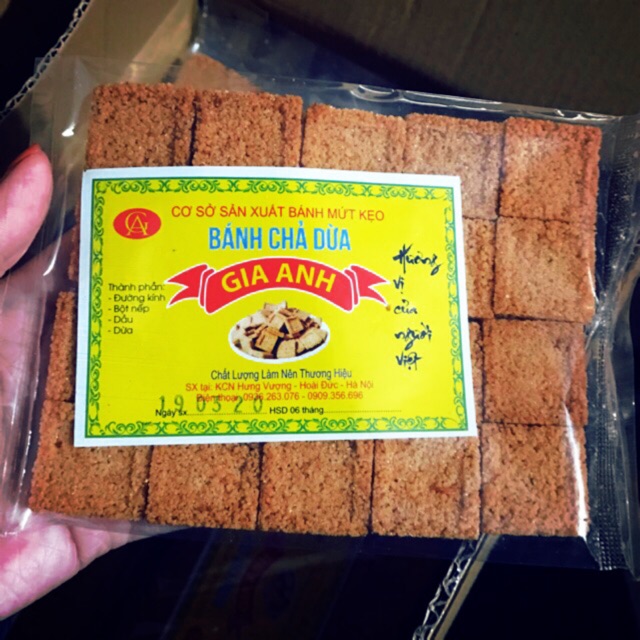 GA
CƠ SỞ SẢN XUẤT BÁNH MỨT KẸO
BÁNH CHẢ DỪA
GIA ANH
Hương
vị
của
người
Việt
Thành phần:
- Đường kính
- Bột nếp
- Dầu
- Dừa
Chất Lượng Làm Nên Thương Hiệu
SX tại: KCN Hưng Vượng - Hoài Đức - Hà Nội
Điện thoại: 0936.263.076 - 0909.356.696
Ngày sx 190320 HSD 06 tháng